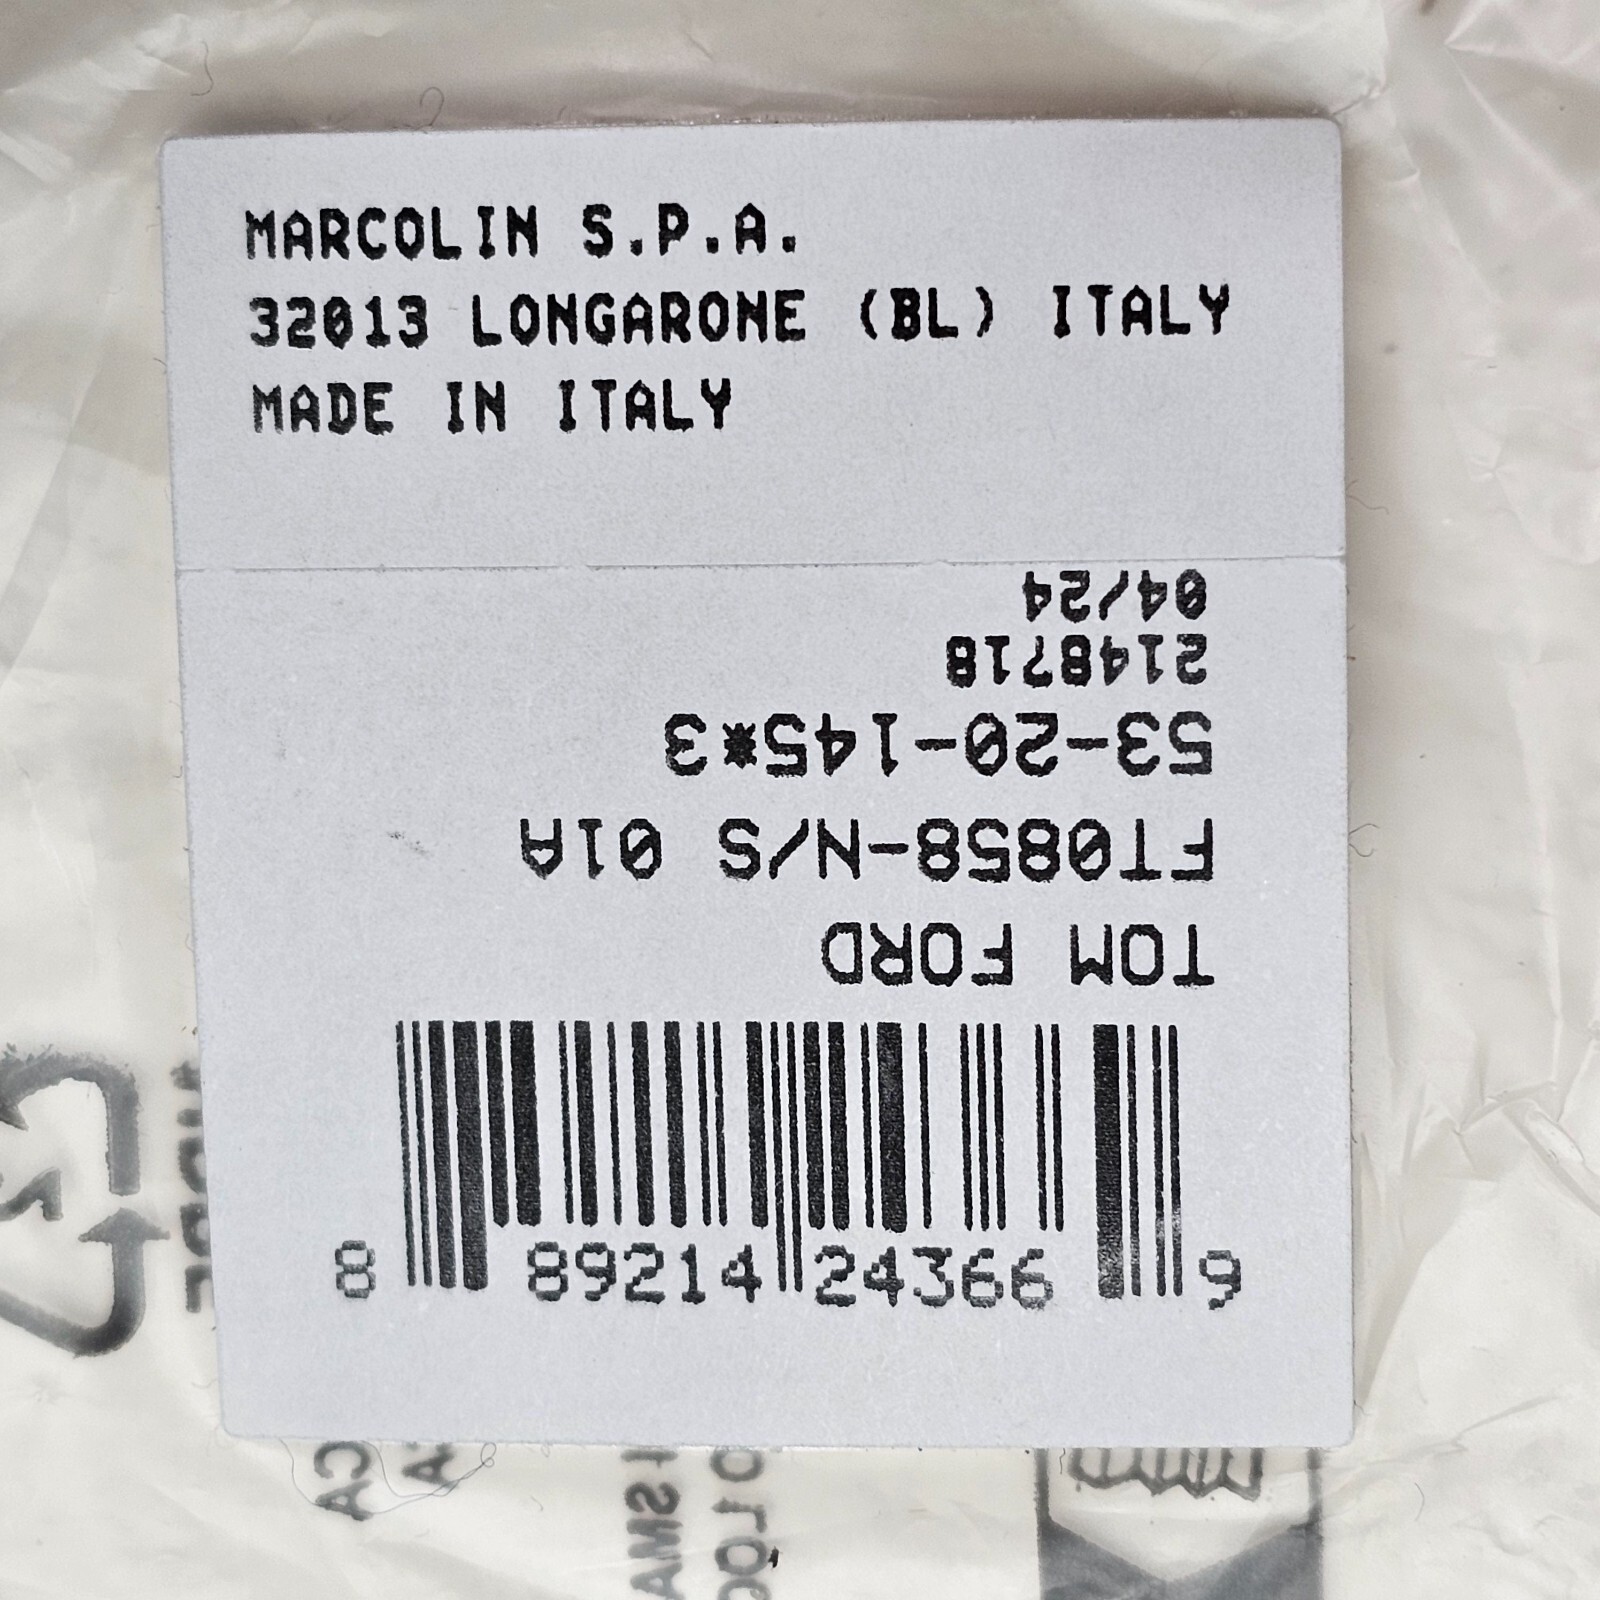 MARCOLIN S.P.A.
32013 LONGARONE (BL) ITALY
MADE IN ITALY
TOM FORD
FT0858-N/S 01A
53-20-145*3
2148718
04/24
8 89214 24366 9